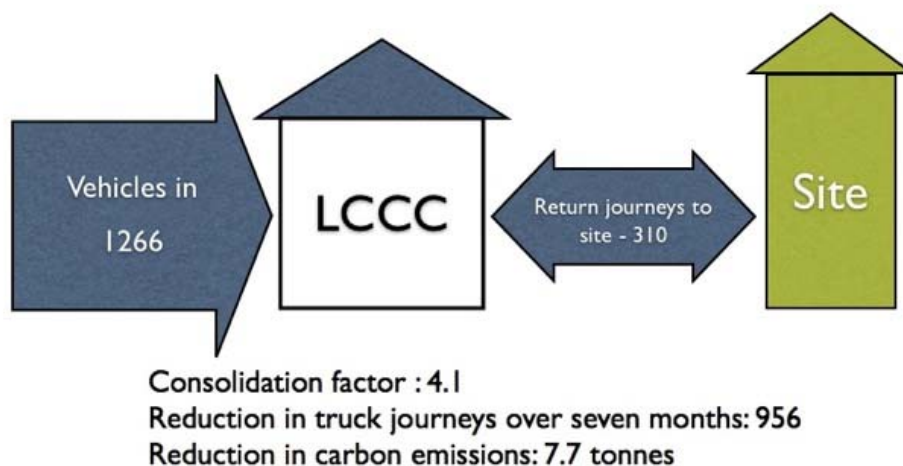 Vehicles in
1266
LCCC
Return journeys to
site - 310
Site
Consolidation factor : 4.1
Reduction in truck journeys over seven months: 956
Reduction in carbon emissions: 7.7 tonnes